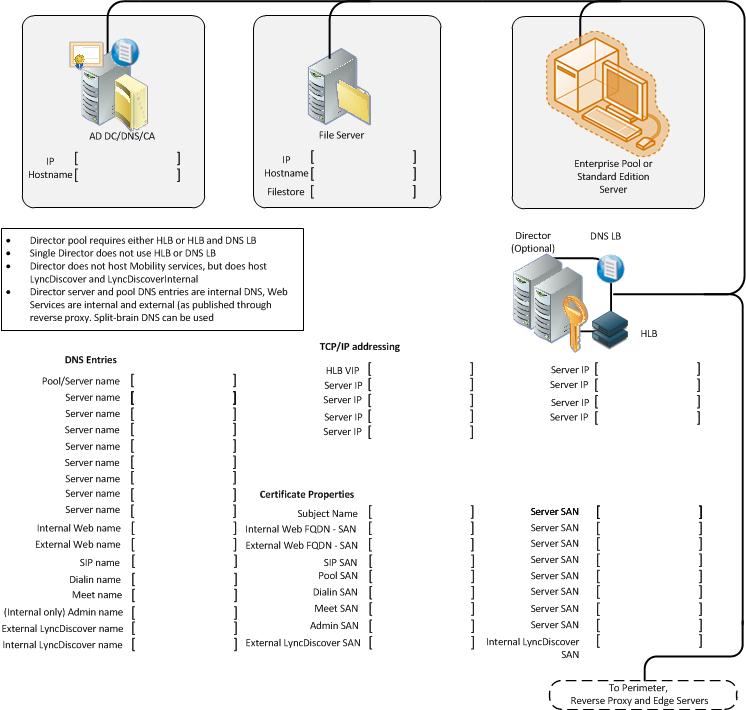 AD DC/DNS/CA
IP [ ]
Hostname [ ]
File Server
IP [ ]
Hostname [ ]
Filestore [ ]
Enterprise Pool or
Standard Edition
Server
• Director pool requires either HLB or HLB and DNS LB
• Single Director does not use HLB or DNS LB
• Director does not host Mobility services, but does host
LyncDiscover and LyncDiscoverInternal
• Director server and pool DNS entries are internal DNS, Web
Services are internal and external (as published through
reverse proxy. Split-brain DNS can be used
Director
(Optional)
DNS LB
HLB
DNS Entries
Pool/Server name [ ]
Server name [ ]
Server name [ ]
Server name [ ]
Server name [ ]
Server name [ ]
Server name [ ]
Server name [ ]
Server name [ ]
Internal Web name [ ]
External Web name [ ]
SIP name [ ]
Dialin name [ ]
Meet name [ ]
(Internal only) Admin name [ ]
External LyncDiscover name [ ]
Internal LyncDiscover name [ ]
TCP/IP addressing
HLB VIP [ ]
Server IP [ ]
Server IP [ ]
Server IP [ ]
Server IP [ ]
Server IP [ ]
Server IP [ ]
Server IP [ ]
Server IP [ ]
Certificate Properties
Subject Name [ ]
Internal Web FQDN - SAN [ ]
External Web FQDN - SAN [ ]
SIP SAN [ ]
Pool SAN [ ]
Dialin SAN [ ]
Meet SAN [ ]
Admin SAN [ ]
External LyncDiscover SAN [ ]
Server SAN [ ]
Server SAN [ ]
Server SAN [ ]
Server SAN [ ]
Server SAN [ ]
Server SAN [ ]
Server SAN [ ]
Server SAN [ ]
Internal LyncDiscover [ ]
SAN
To Perimeter,
Reverse Proxy and Edge Servers